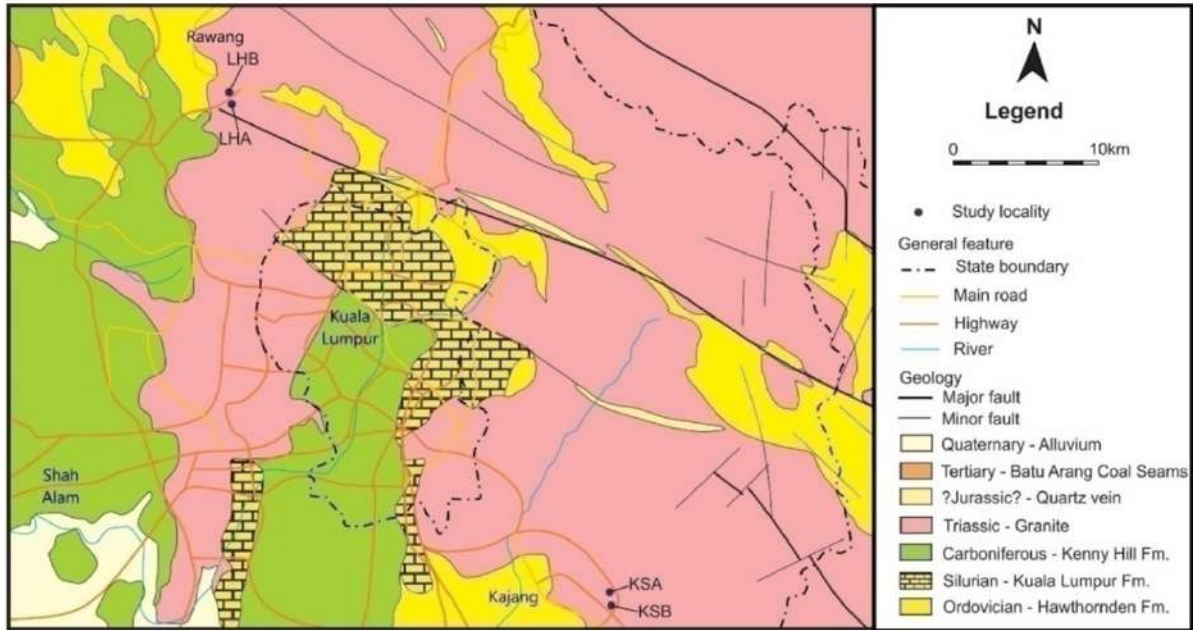 Rawang
LHB
LHA
Kuala
Lumpur
Shah
Alam
Kajang
KSA
KSB
N
Legend
0 10km
Study locality
General feature
State boundary
Main road
Highway
River
Geology
Major fault
Minor fault
Quaternary - Alluvium
Tertiary - Batu Arang Coal Seams
?Jurassic? - Quartz vein
Triassic - Granite
Carboniferous - Kenny Hill Fm.
Silurian - Kuala Lumpur Fm.
Ordovician - Hawthornden Fm.